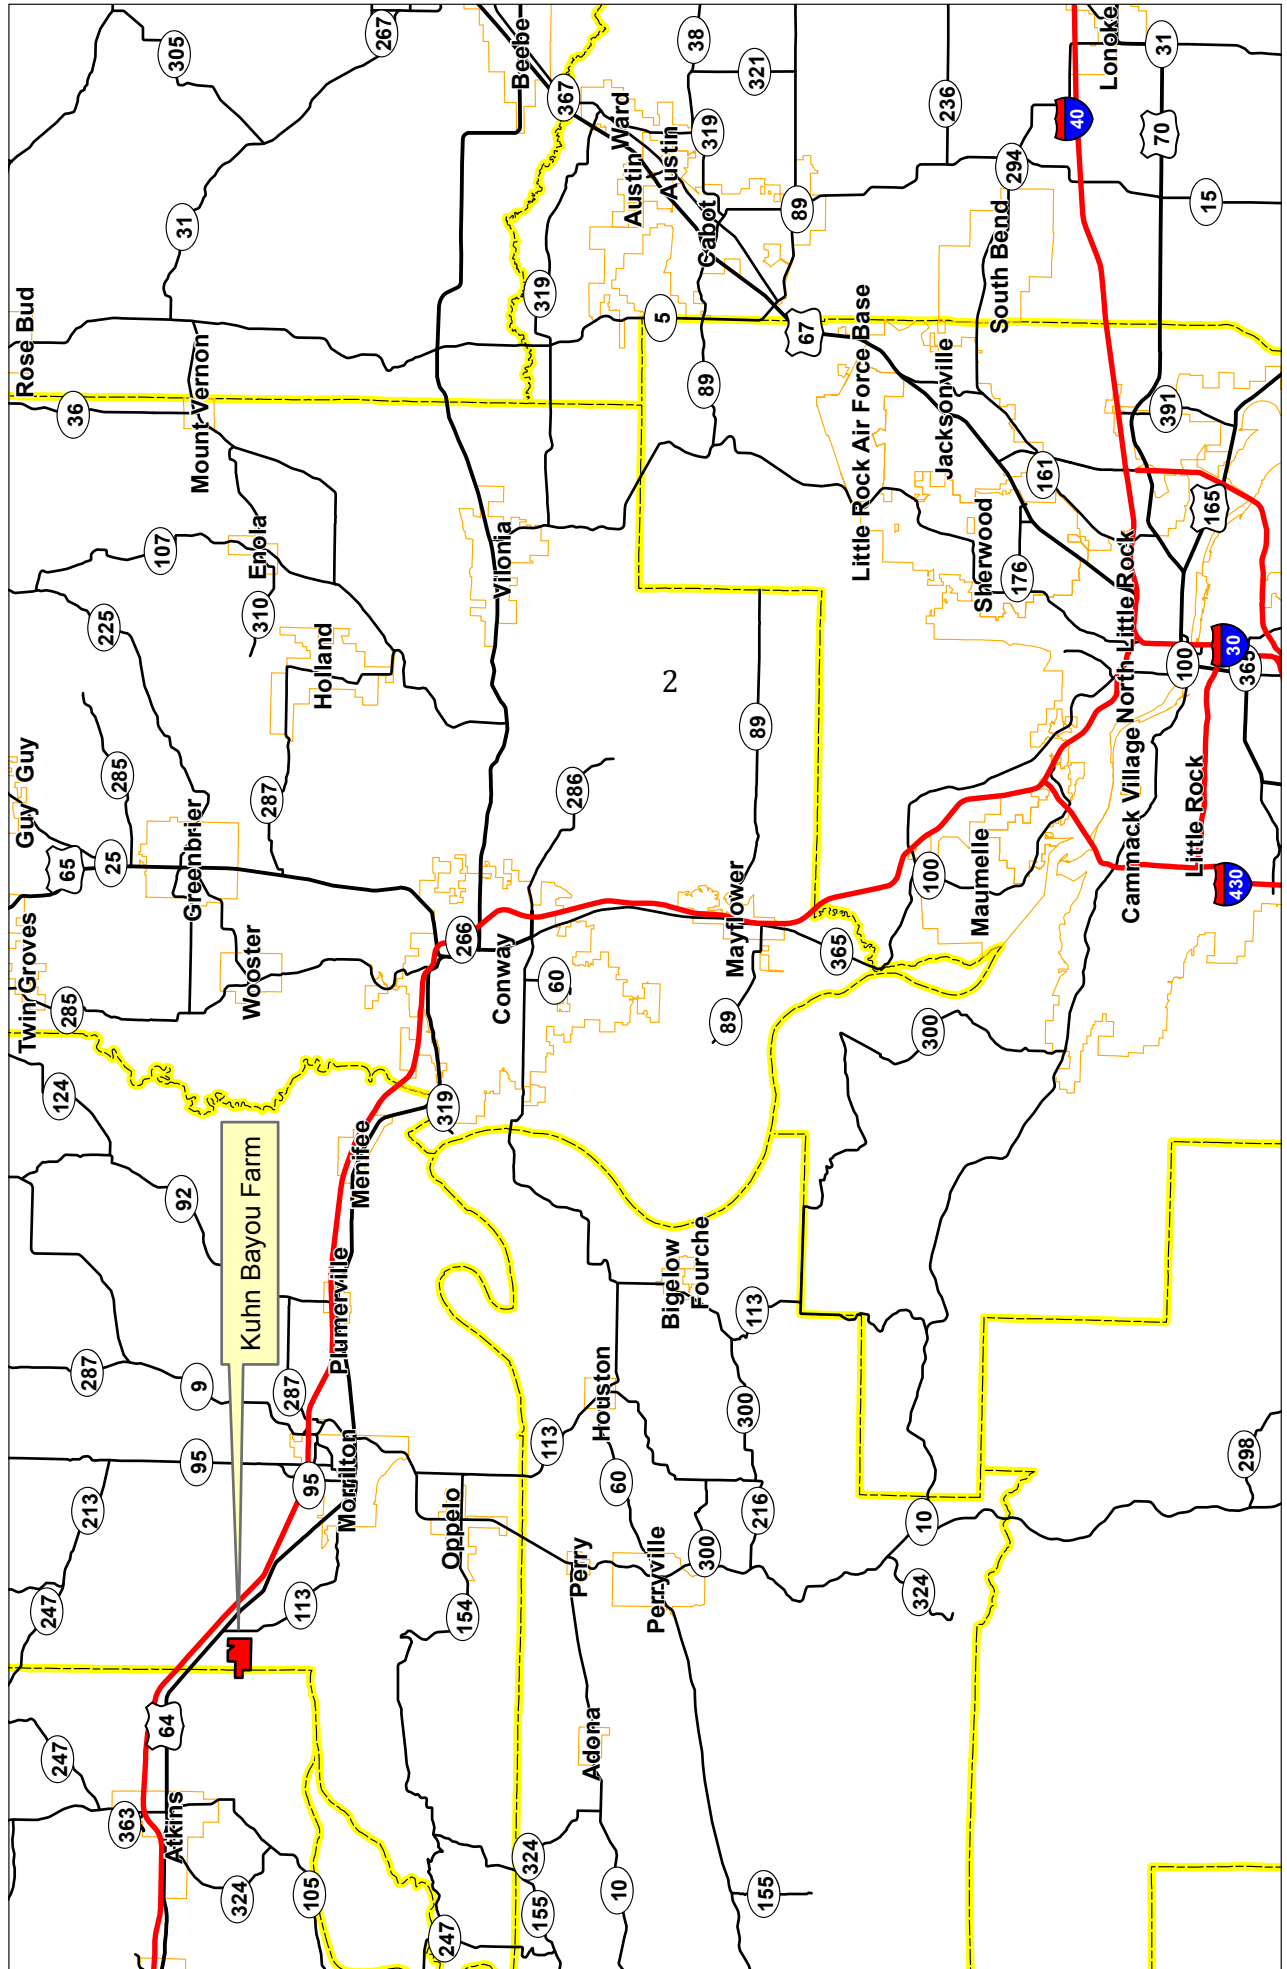 Rose Bud
Guy
Guy
Twin Groves
Mount Vernon
Enola
Holland
Greenbrier
Wooster
Vilonia
Conway
Menifee
Plumerville
Morrilton
Oppelo
Atkins
Kuhn Bayou Farm
Beebe
Ward
Austin
Austin
Cabot
Lonoke
South Bend
Little Rock Air Force Base
Jacksonville
Sherwood
North Little Rock
Cammack Village
Little Rock
Maumelle
Mayflower
Bigelow
Fourche
Houston
Perry
Perryville
Adona
2
305
267
31
36
107
225
310
285
287
65
25
285
124
92
287
9
287
95
95
213
247
113
64
247
363
324
105
247
154
324
155
10
155
367
38
321
319
319
5
89
89
67
236
294
40
31
70
15
391
161
165
176
30
100
365
430
100
365
89
89
286
266
60
319
300
113
300
113
60
216
300
10
324
298